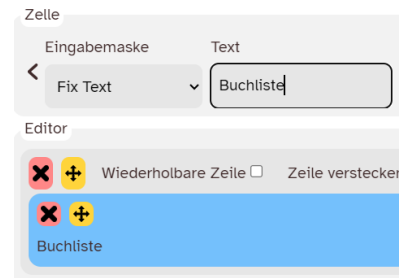 Zelle
Eingabemaske Text
Fix Text Buchliste
Editor
Wiederholbare Zeile Zeile verstecken
Buchliste